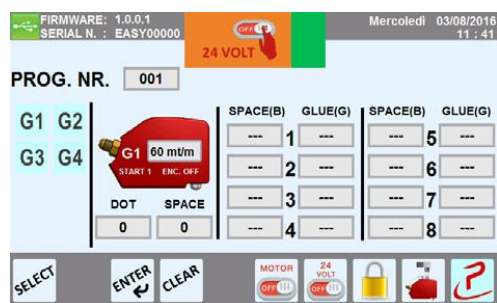 FIRMWARE: 1.0.0.1
SERIAL N. : EASY00000
OFF
24 VOLT
Mercoledì 03/08/2016
11 : 41
PROG. NR. 001
G1 G2
G3 G4
G1 60 mt/m
START 1 ENC. OFF
DOT SPACE
0 0
SPACE(B) GLUE(G) SPACE(B) GLUE(G)
--- 1 --- --- 5 ---
--- 2 --- --- 6 ---
--- 3 --- --- 7 ---
--- 4 --- --- 8 ---
SELECT
ENTER
CLEAR
MOTOR
OFF
24
VOLT
OFF